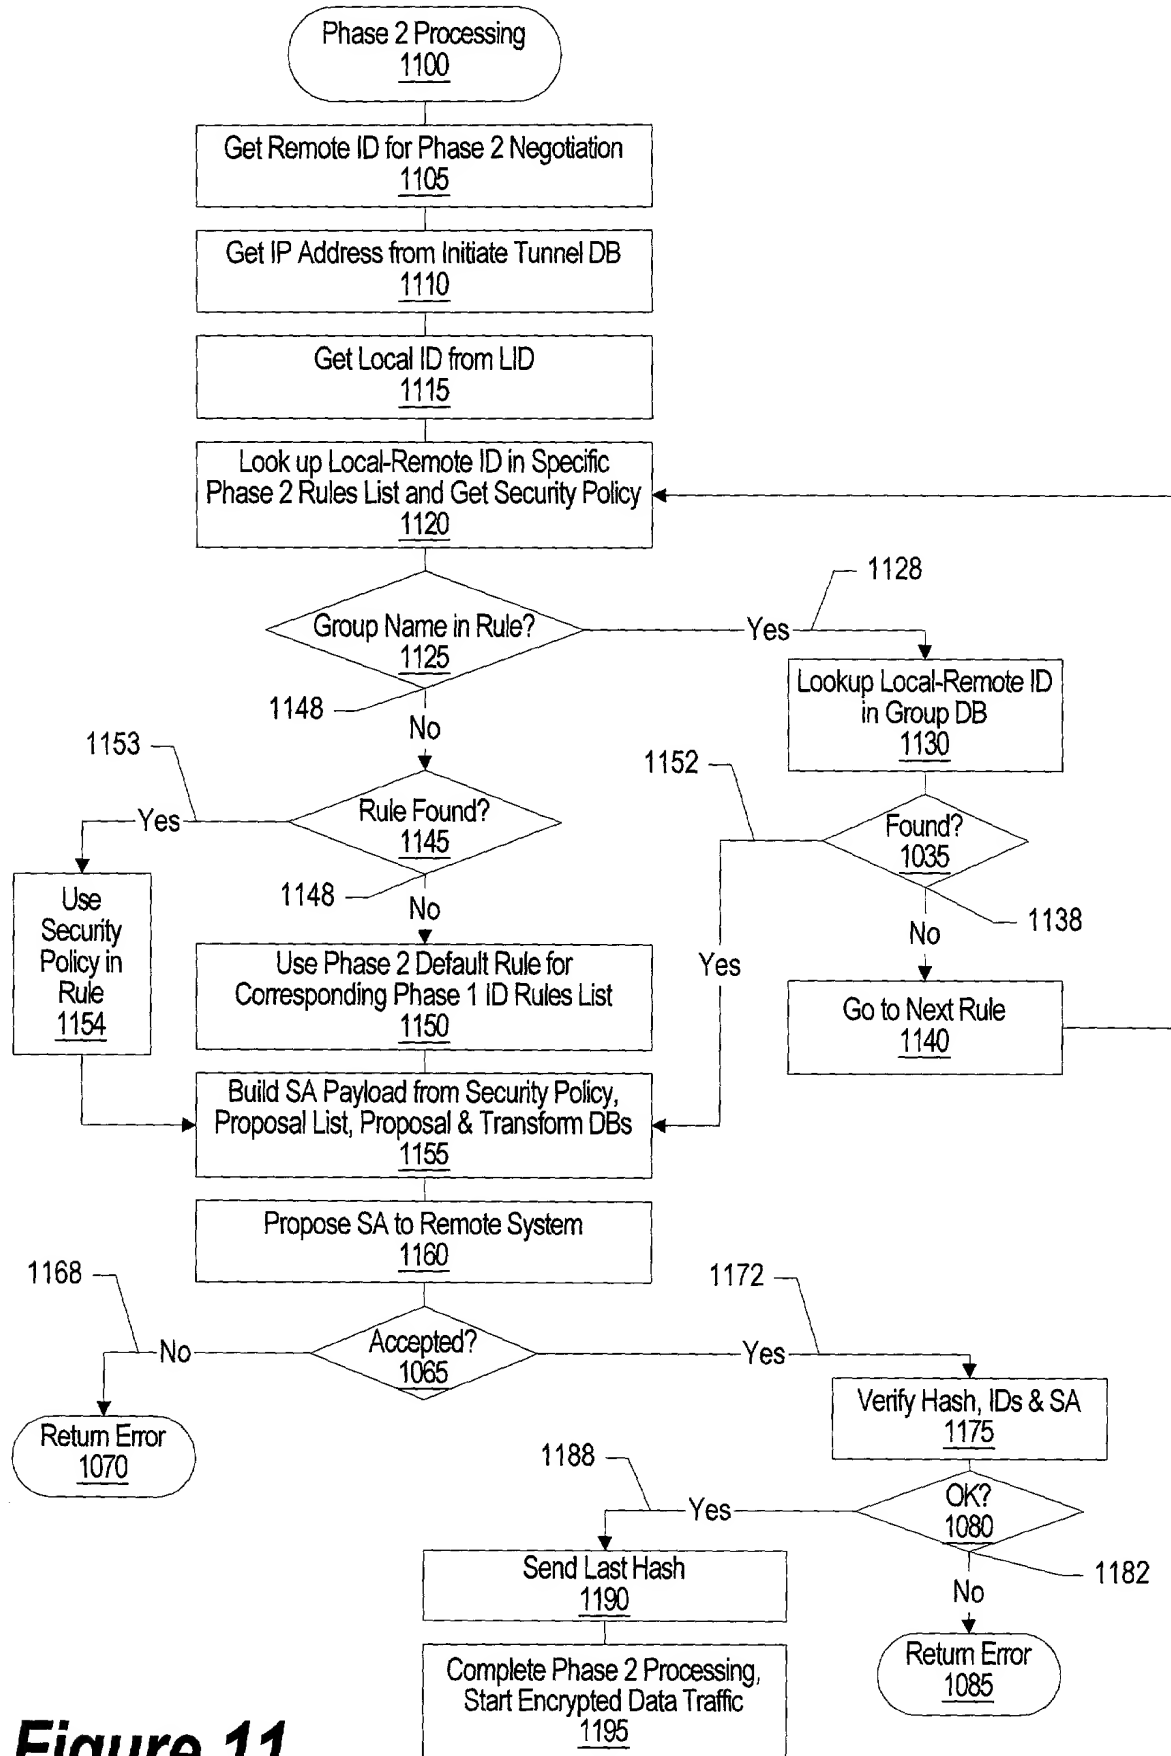 Phase 2 Processing
1100
Get Remote ID for Phase 2 Negotiation
1105
Get IP Address from Initiate Tunnel DB
1110
Get Local ID from LID
1115
Look up Local-Remote ID in Specific
Phase 2 Rules List and Get Security Policy
1120
1128
Group Name in Rule?
1125
Yes
Lookup Local-Remote ID
in Group DB
1130
1148
No
1153
1152
Yes
Rule Found?
1145
Found?
1035
1148
No
1138
No
Use
Security
Policy in
Rule
1154
Use Phase 2 Default Rule for
Corresponding Phase 1 ID Rules List
1150
Yes
Go to Next Rule
1140
Build SA Payload from Security Policy,
Proposal List, Proposal & Transform DBs
1155
Propose SA to Remote System
1160
1168
1172
No
Accepted?
1065
Yes
Verify Hash, IDs & SA
1175
Return Error
1070
1188
Yes
OK?
1080
1182
No
Send Last Hash
1190
Return Error
1085
Complete Phase 2 Processing,
Start Encrypted Data Traffic
1195
Figure 11